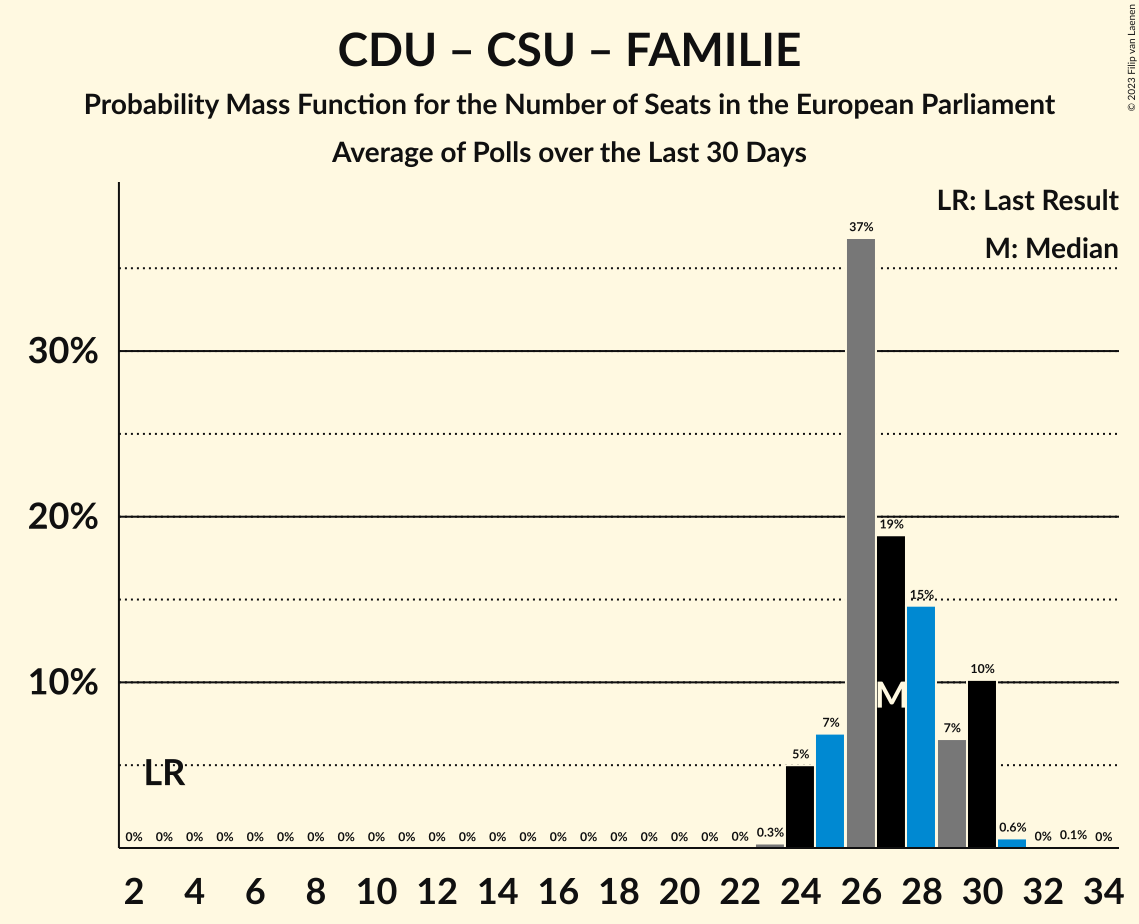 CDU – CSU – FAMILIE
Probability Mass Function for the Number of Seats in the European Parliament
Average of Polls over the Last 30 Days
© 2023 Filip van Laenen
LR: Last Result
M: Median
37%
30%
20%
19%
15%
10%
10%
M
7%
7%
5%
LR
0% 0% 0% 0% 0% 0% 0% 0% 0% 0% 0% 0% 0% 0% 0% 0% 0% 0% 0% 0% 0% 0.3% 0.6% 0% 0.1% 0%
2 4 6 8 10 12 14 16 18 20 22 24 26 28 30 32 34